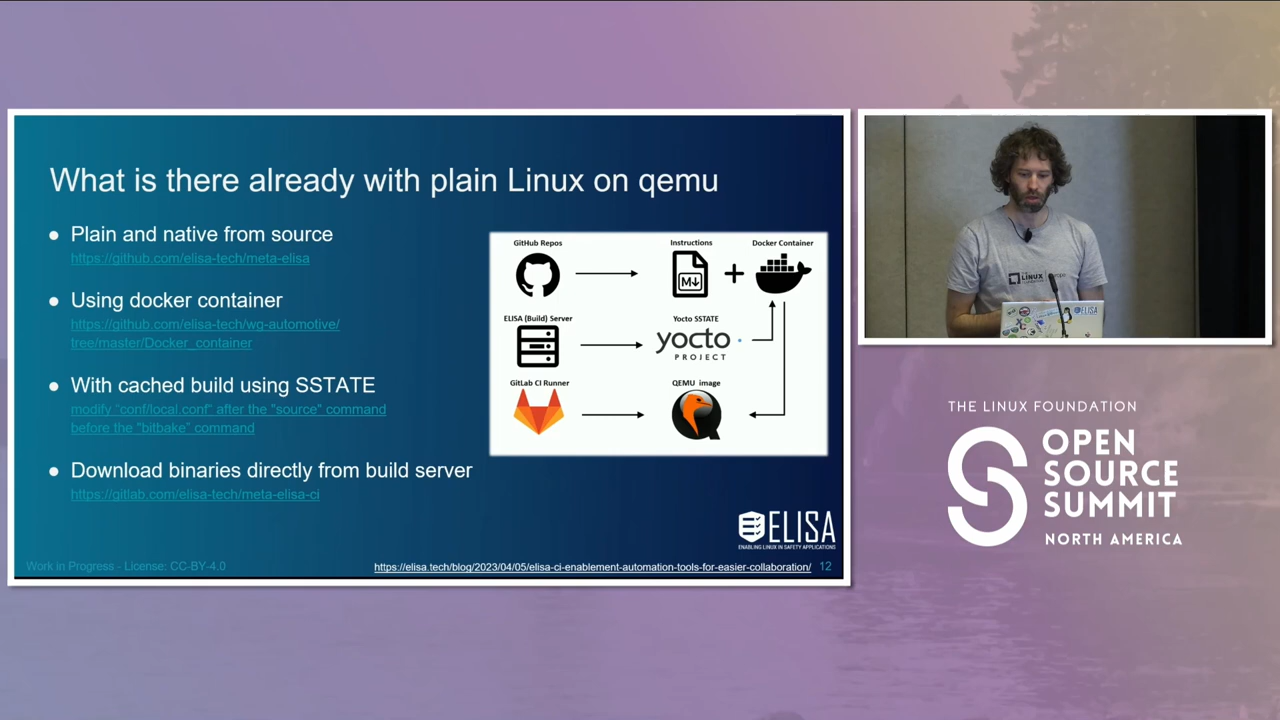 What is there already with plain Linux on qemu
● Plain and native from source
https://github.com/elisa-tech/meta-elisa
● Using docker container
https://github.com/elisa-tech/wg-automotive/
tree/master/Docker_container
● With cached build using SSTATE
modify “conf/local.conf” after the "source" command
before the "bitbake” command
● Download binaries directly from build server
https://gitlab.com/elisa-tech/meta-elisa-ci
GitHub Repos
Instructions
Docker Container
M
+
ELISA (Build) Server
Yocto SSTATE
yocto
PROJECT
GitLab CI Runner
QEMU image
ELISA
ENABLING LINUX IN SAFETY APPLICATIONS
Work in Progress - License: CC-BY-4.0
https://elisa.tech/blog/2023/04/05/elisa-ci-enablement-automation-tools-for-easier-collaboration/
12
LINUX
ELISA
THE LINUX FOUNDATION
OPEN
SOURCE
SUMMIT
NORTH AMERICA